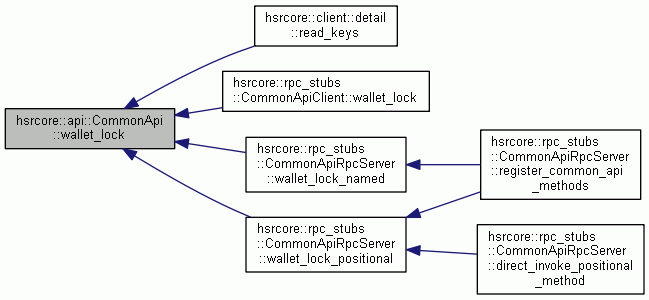 hsrcore::client::detail
::read_keys
hsrcore::rpc_stubs
::CommonApiClient::wallet_lock
hsrcore::api::CommonApi
::wallet_lock
hsrcore::rpc_stubs
::CommonApiRpcServer
::wallet_lock_named
hsrcore::rpc_stubs
::CommonApiRpcServer
::register_common_api
_methods
hsrcore::rpc_stubs
::CommonApiRpcServer
::wallet_lock_positional
hsrcore::rpc_stubs
::CommonApiRpcServer
::direct_invoke_positional
_method